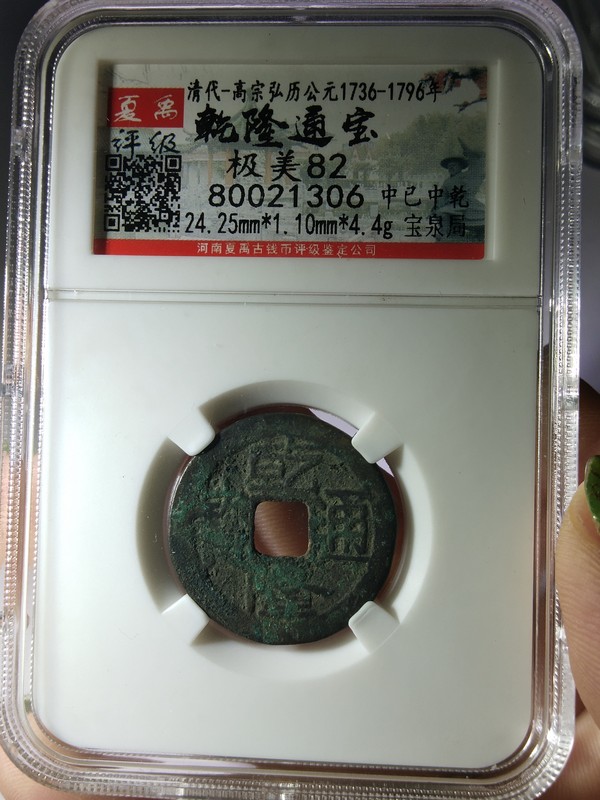 清代-高宗弘历公元1736-1796年
夏禹
评级
乾隆通宝
极美82
80021306 中已中乾
24.25mm*1.10mm*4.4g 宝泉局
河南夏禹古钱币评级鉴定公司
乾
隆
通